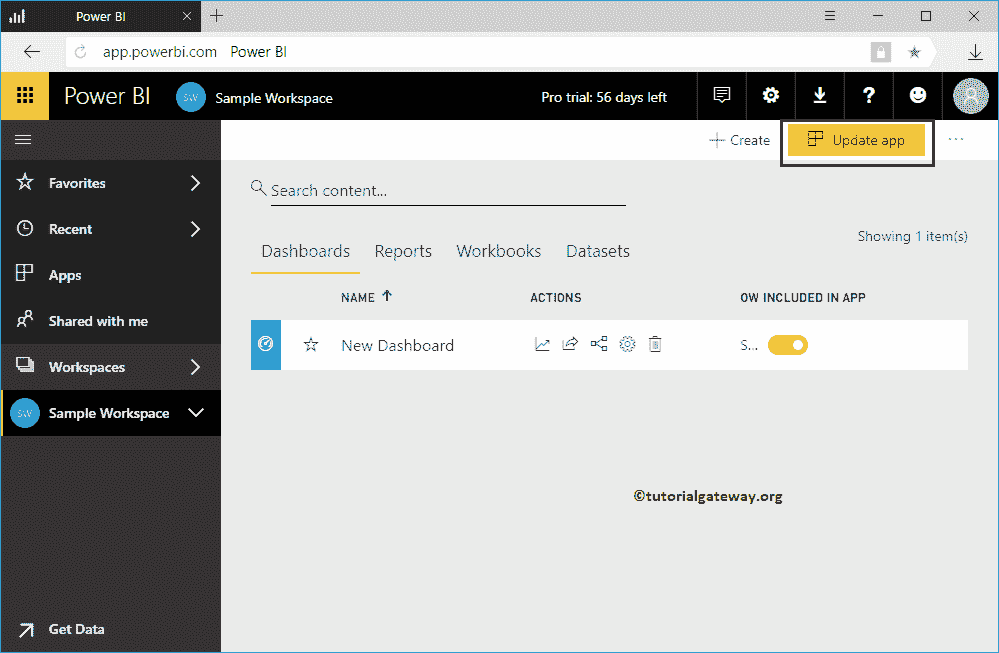 Power BI
app.powerbi.com Power BI
Power BI SW Sample Workspace Pro trial: 56 days left ?
Create Update app ...
Favorites
Recent
Apps
Shared with me
Workspaces
SW Sample Workspace
Get Data
Search content...
Showing 1 item(s)
Dashboards Reports Workbooks Datasets
NAME ACTIONS OW INCLUDED IN APP
New Dashboard S...
©tutorialgateway.org